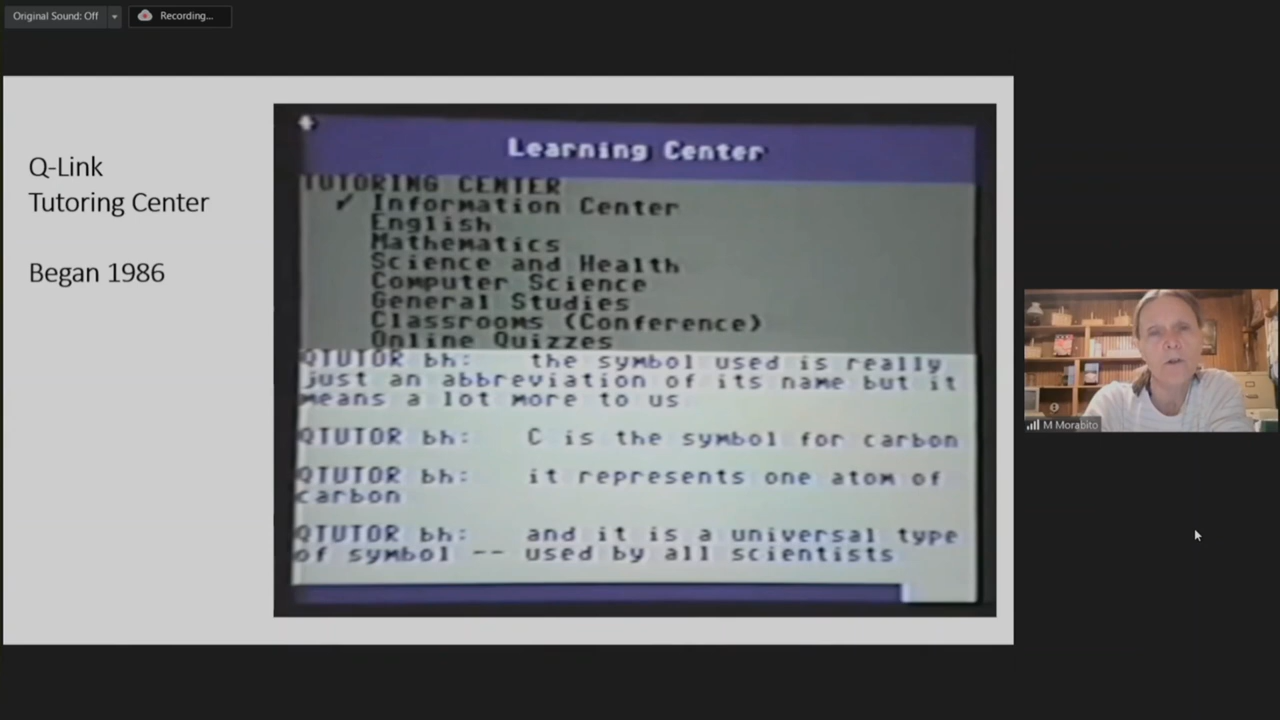 Original Sound: Off
Recording...
Q-Link
Tutoring Center
Began 1986
Learning Center
TUTORING CENTER
✓ Information Center
English
Mathematics
Science and Health
Computer Science
General Studies
Classrooms (Conference)
Online Quizzes
QTUTOR bh: the symbol used is really
just an abbreviation of its name but it
means a lot more to us
QTUTOR bh: C is the symbol for carbon
QTUTOR bh: it represents one atom of
carbon
QTUTOR bh: and it is a universal type
of symbol -- used by all scientists
M Morabito